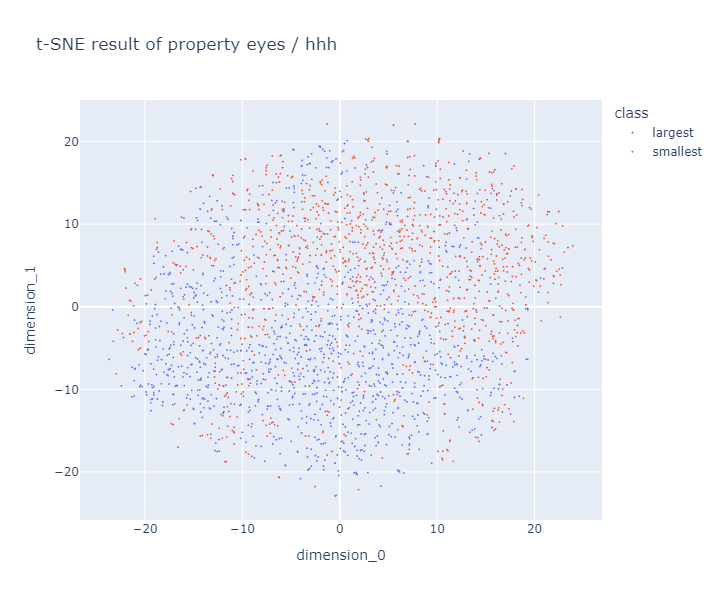 t-SNE result of property eyes / hhh
class
largest
smallest
20
10
0
−10
−20
dimension_1
−20
−10
0
10
20
dimension_0